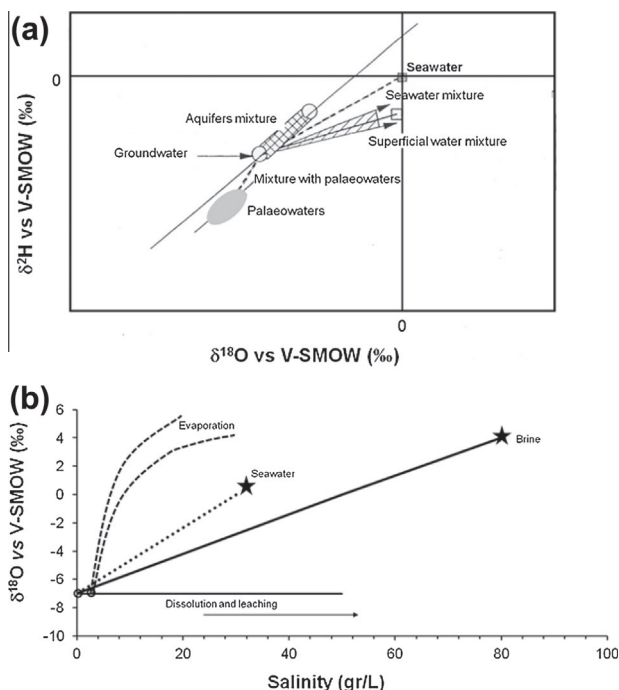 (a)
0
Seawater
Seawater mixture
Aquifers mixture
Superficial water mixture
Groundwater
Mixture with palaeowaters
Palaeowaters
δ²H vs V-SMOW (‰)
0
δ¹⁸O vs V-SMOW (‰)
(b)
6
4
2
0
-2
-4
-6
-8
-10
δ¹⁸O vs V-SMOW (‰)
Evaporation
Seawater
Brine
Dissolution and leaching
0 20 40 60 80 100
Salinity (gr/L)